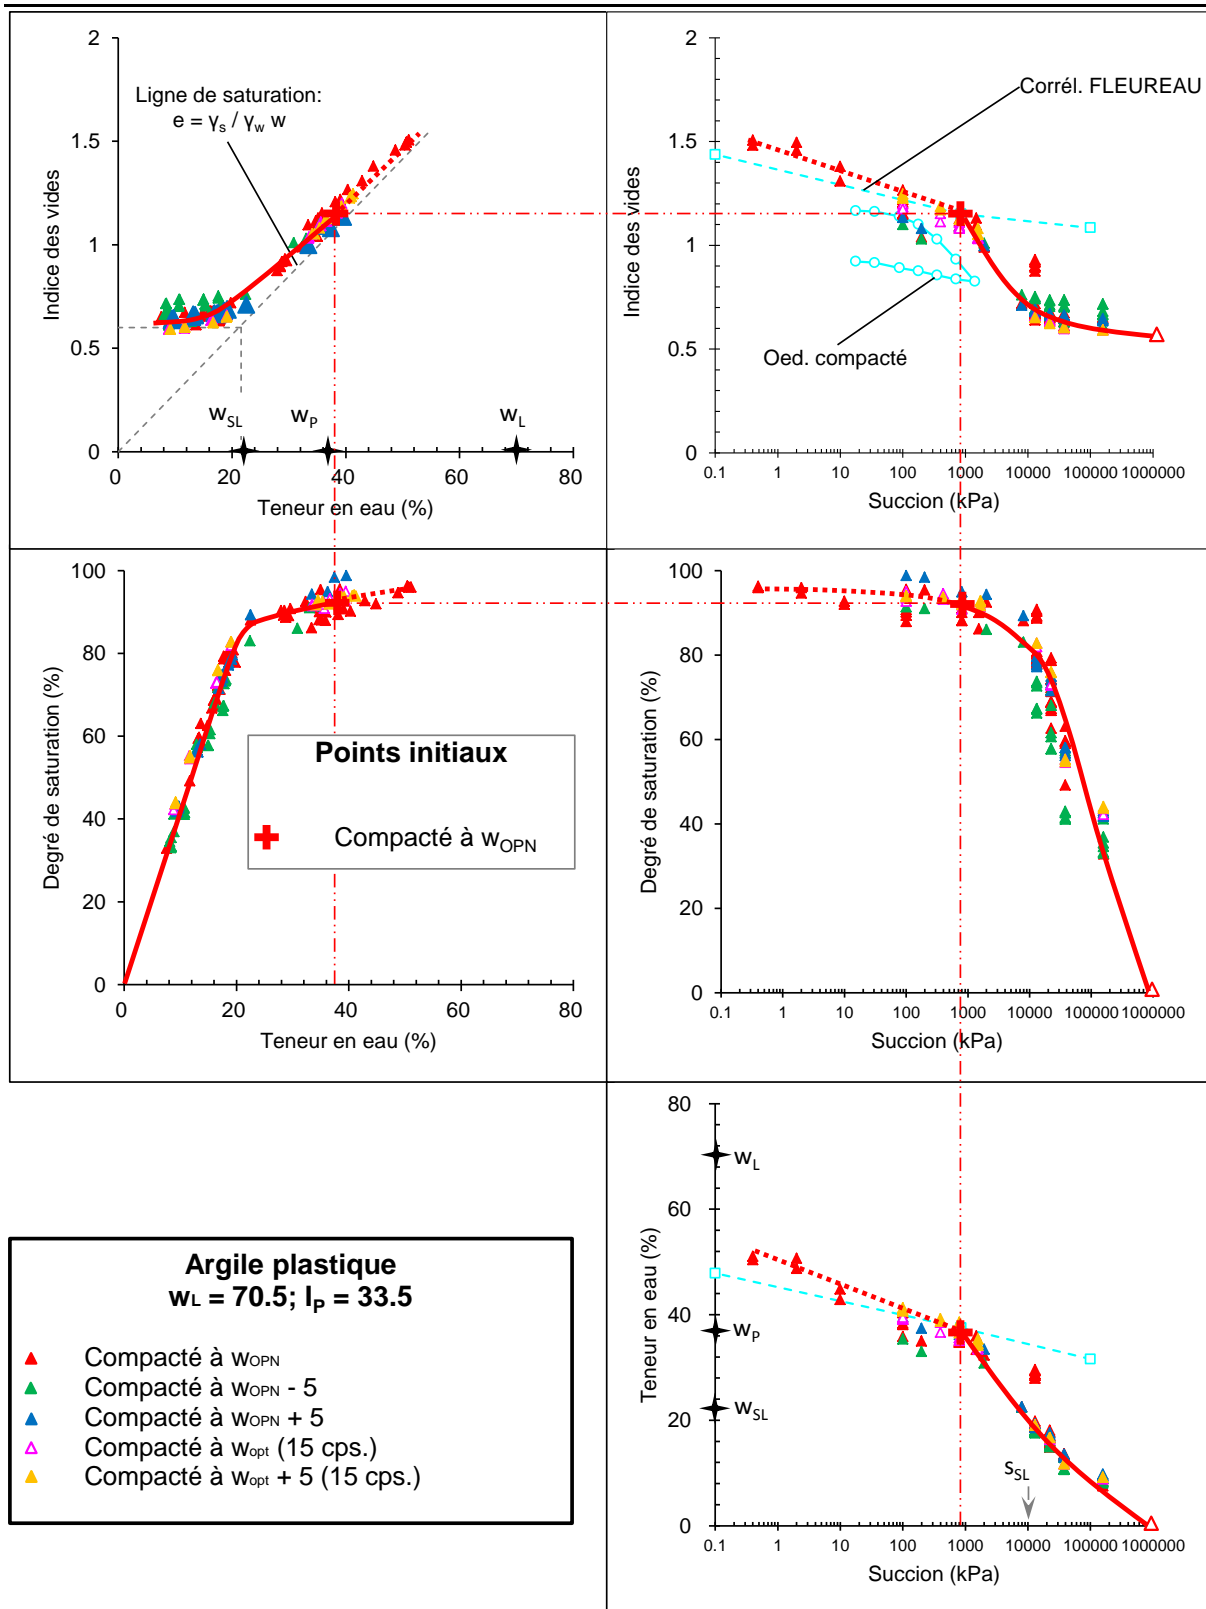 2
1.5
1
0.5
0
Indice des vides
Ligne de saturation:
e = γs / γw w
wSL
wP
wL
0
20
40
60
80
Teneur en eau (%)
2
1.5
1
0.5
0
Indice des vides
Corrél. FLEUREAU
Oed. compacté
0.1
1
10
100
1000
10000
100000
1000000
Succion (kPa)
100
80
60
40
20
0
Degré de saturation (%)
Points initiaux
Compacté à wOPN
0
20
40
60
80
Teneur en eau (%)
100
80
60
40
20
0
Degré de saturation (%)
0.1
1
10
100
1000
10000
100000
1000000
Succion (kPa)
Argile plastique
wL = 70.5; IP = 33.5
Compacté à wOPN
Compacté à wOPN - 5
Compacté à wOPN + 5
Compacté à wopt (15 cps.)
Compacté à wopt + 5 (15 cps.)
80
60
40
20
0
Teneur en eau (%)
wL
wP
wSL
sSL
0.1
1
10
100
1000
10000
100000
1000000
Succion (kPa)